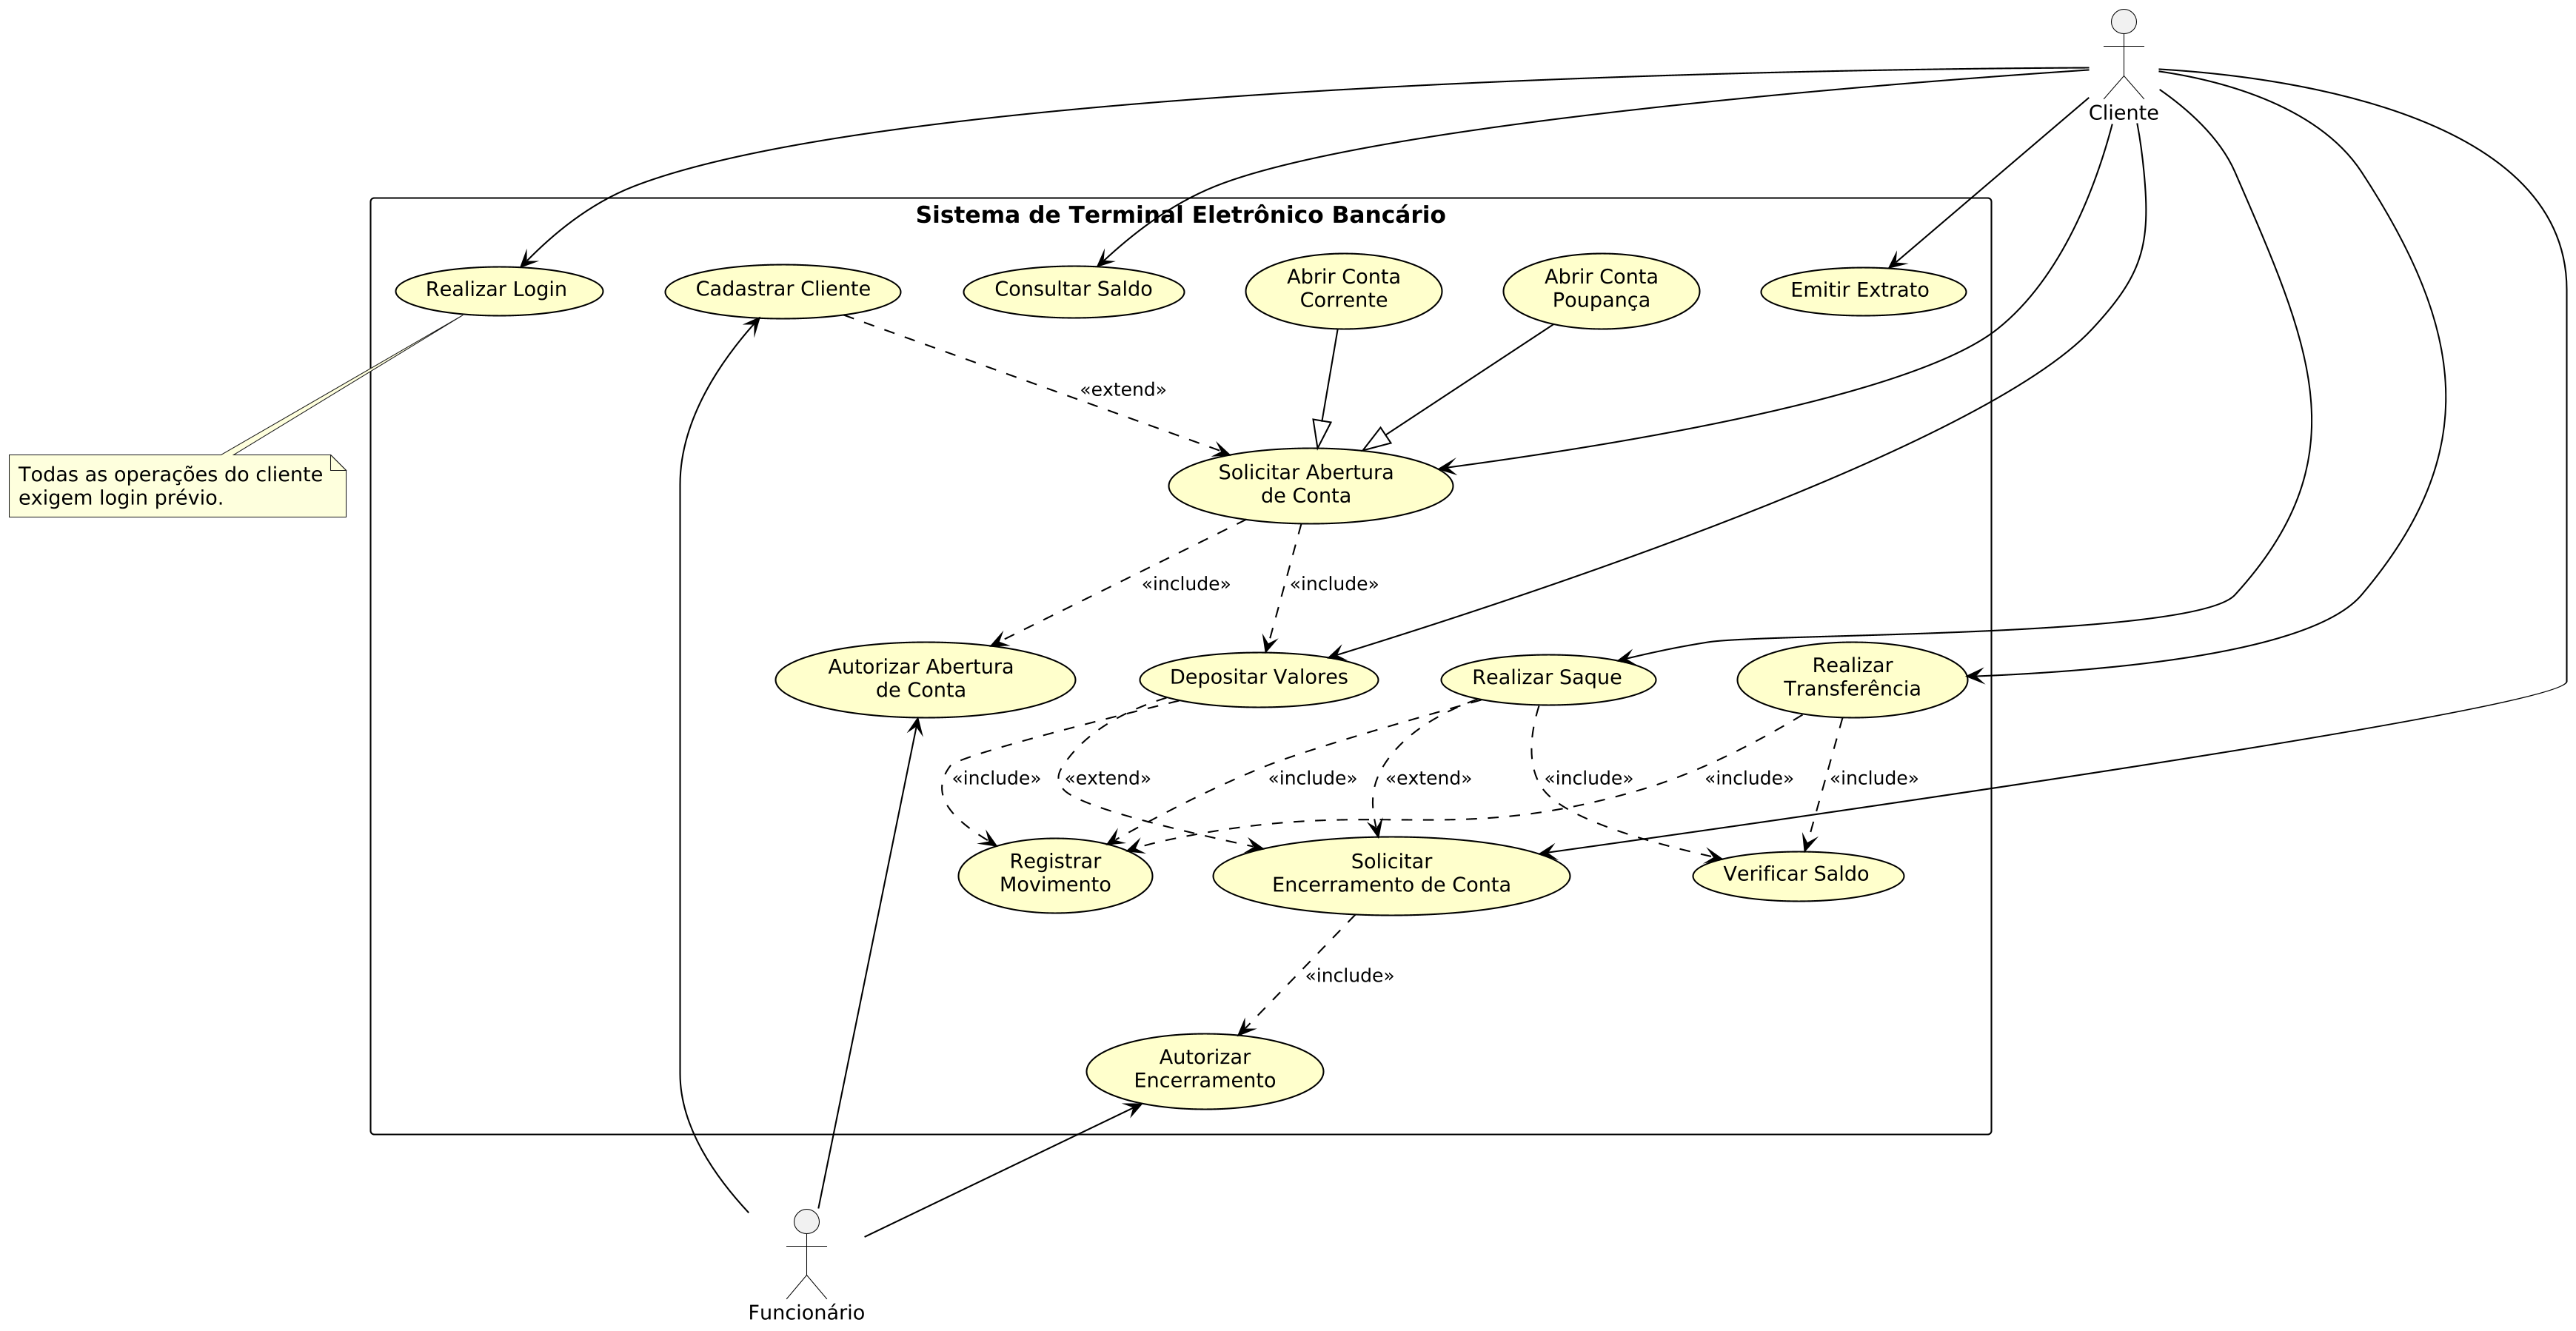 Cliente
Sistema de Terminal Eletrônico Bancário
Realizar Login
Cadastrar Cliente
Consultar Saldo
Abrir Conta
Corrente
Abrir Conta
Poupança
Emitir Extrato
«extend»
Todas as operações do cliente
exigem login prévio.
Solicitar Abertura
de Conta
«include»
«include»
Autorizar Abertura
de Conta
Depositar Valores
Realizar Saque
Realizar
Transferência
«include»
«extend»
«include»
«extend»
«include»
«include»
«include»
Registrar
Movimento
Solicitar
Encerramento de Conta
Verificar Saldo
«include»
Autorizar
Encerramento
Funcionário